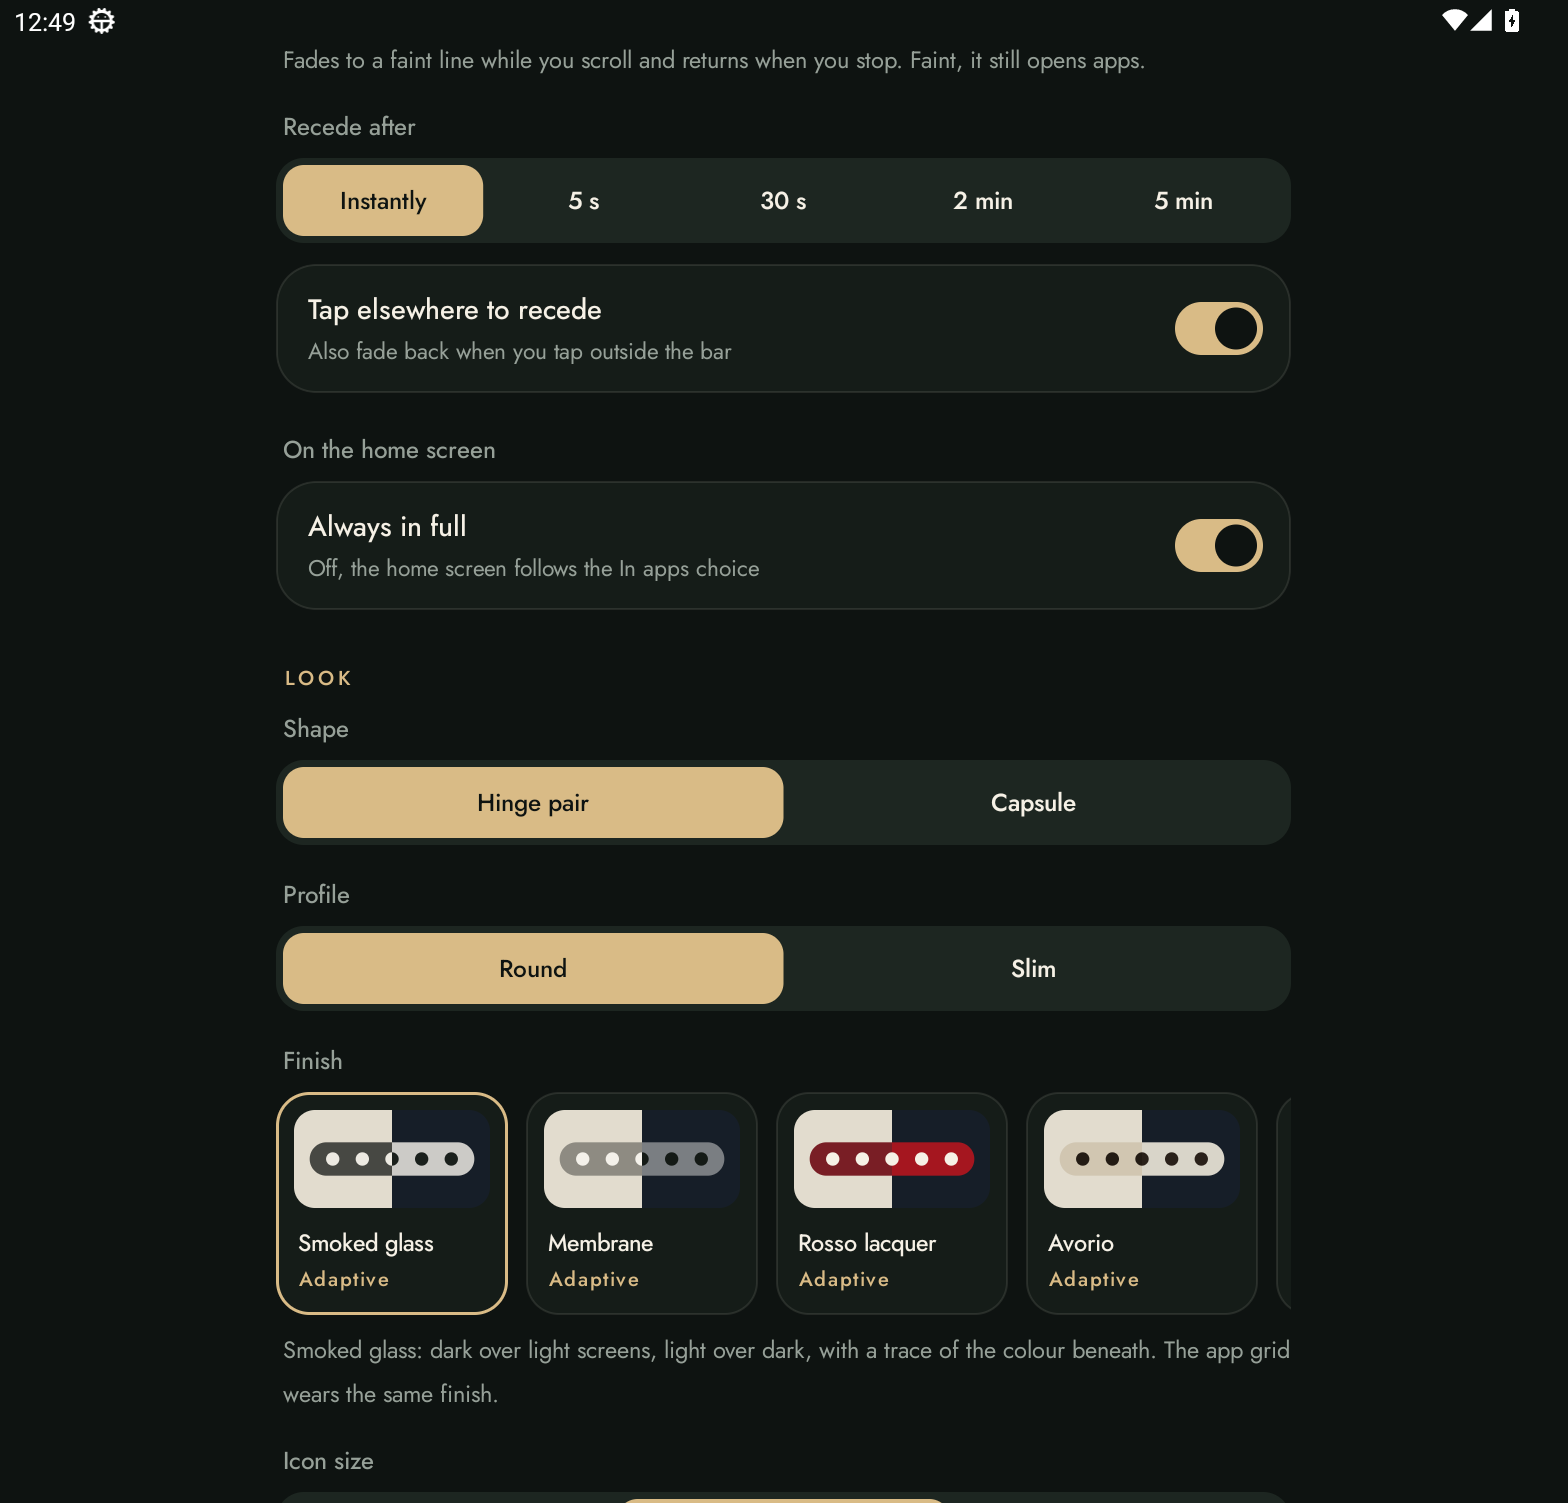 12:49
Fades to a faint line while you scroll and returns when you stop. Faint, it still opens apps.
Recede after
Instantly 5 s 30 s 2 min 5 min
Tap elsewhere to recede
Also fade back when you tap outside the bar
On the home screen
Always in full
Off, the home screen follows the In apps choice
LOOK
Shape
Hinge pair Capsule
Profile
Round Slim
Finish
Smoked glass Membrane Rosso lacquer Avorio
Adaptive Adaptive Adaptive Adaptive
Smoked glass: dark over light screens, light over dark, with a trace of the colour beneath. The app grid
wears the same finish.
Icon size